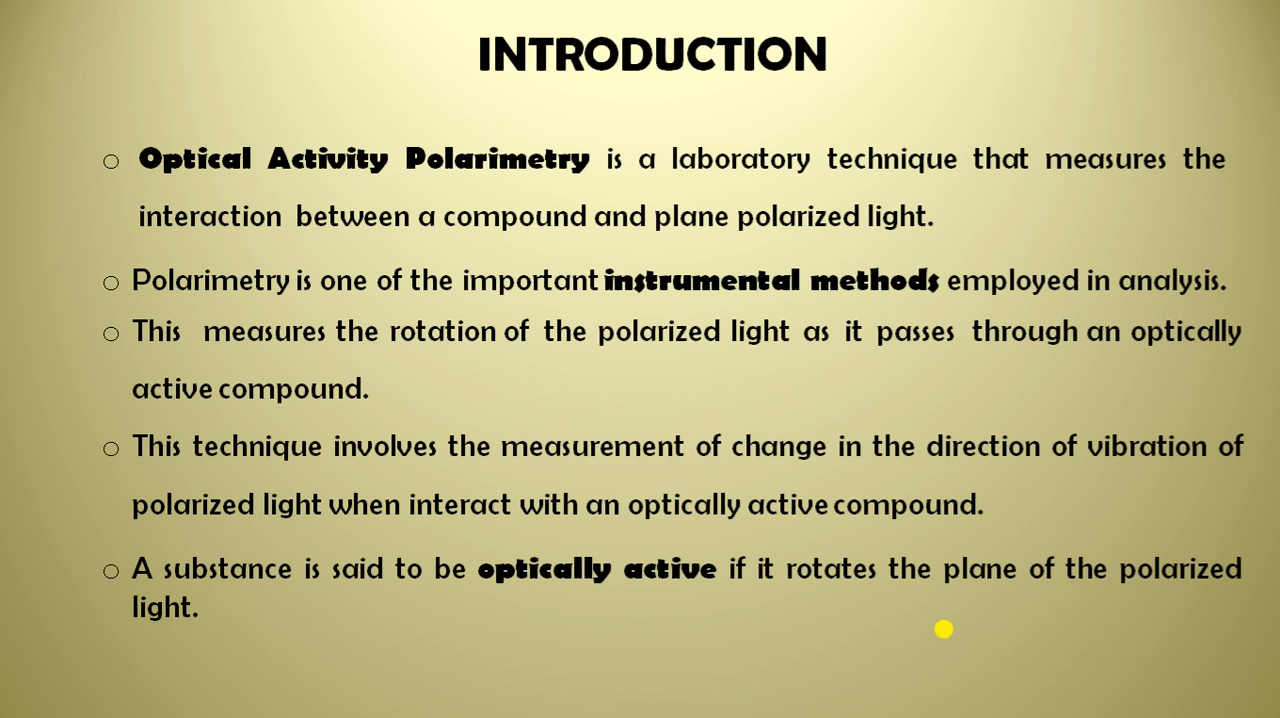 INTRODUCTION
○ Optical Activity Polarimetry is a laboratory technique that measures the
interaction between a compound and plane polarized light.
○ Polarimetry is one of the important instrumental methods employed in analysis.
○ This measures the rotation of the polarized light as it passes through an optically
active compound.
○ This technique involves the measurement of change in the direction of vibration of
polarized light when interact with an optically active compound.
○ A substance is said to be optically active if it rotates the plane of the polarized
light.